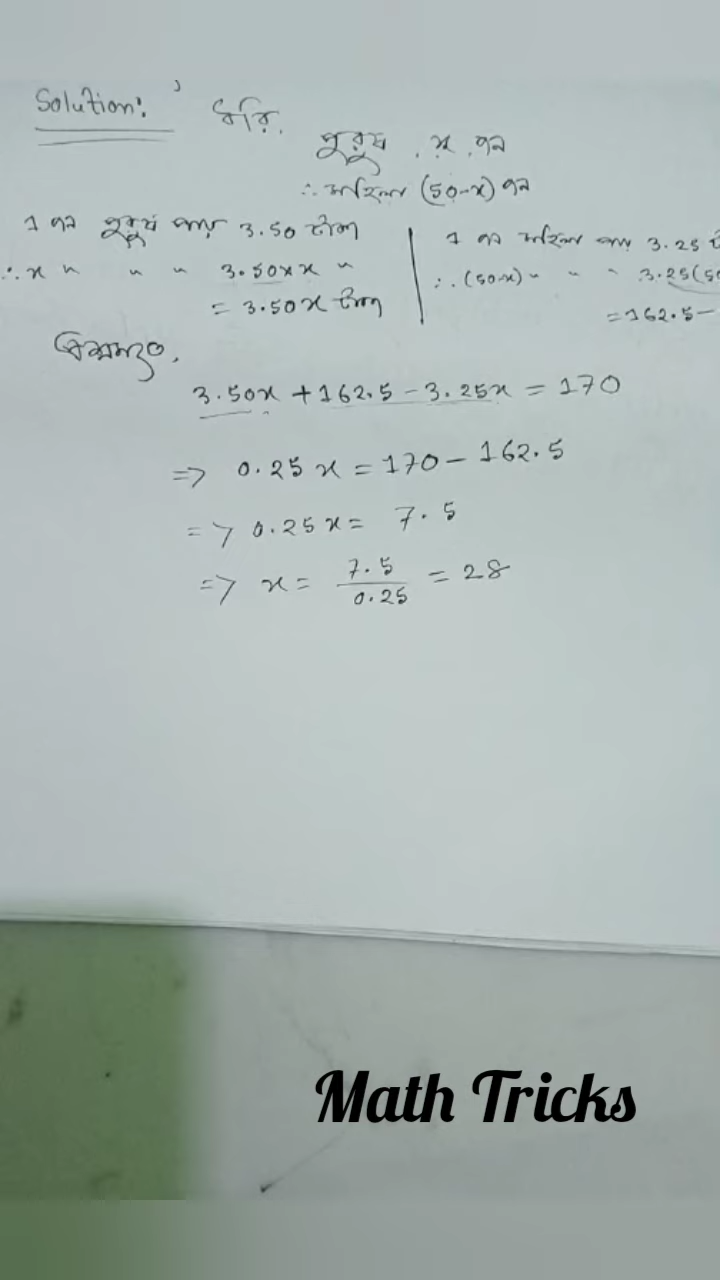 Solution: ধরি,
পুরুষ, x জন
∴ মহিলা (50-x) জন
1 জন পুরুষ পায় 3.50 টাকা
∴ x " " " 3.50×x "
= 3.50x টাকা
1 জন মহিলা পায় 3.25
∴ (50-x) " " " 3.25(50
=162.5-
প্রশ্নমতে,
3.50x + 162.5 - 3.25x = 170
=> 0.25x = 170 - 162.5
=> 0.25x = 7.5
=> x = 7.5/0.25 = 28
Math Tricks